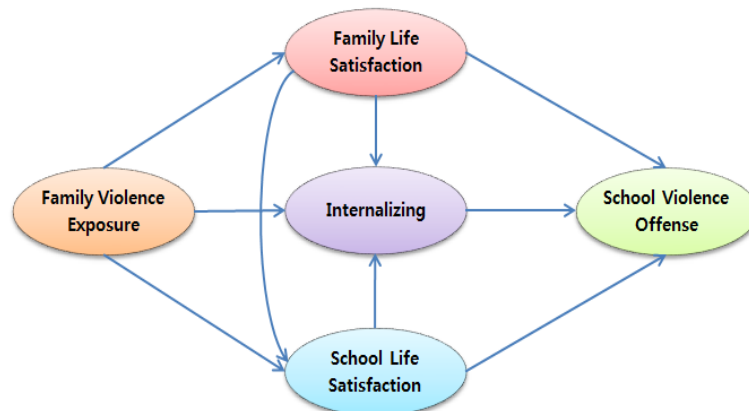 Family Life
Satisfaction
Family Violence
Exposure
Internalizing
School Violence
Offense
School Life
Satisfaction